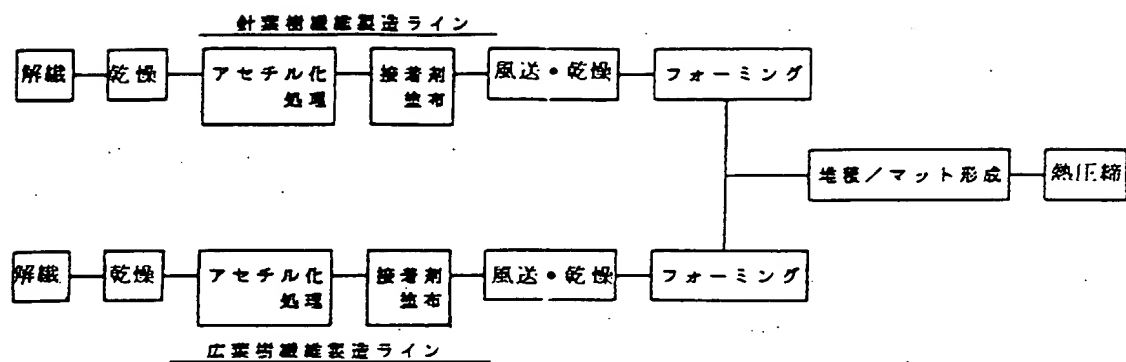 針葉樹繊維製造ライン
解繊
乾燥
アセチル化
処理
接着剤
塗布
風送・乾燥
フォーミング
堆積／マット形成
熱圧締
解繊
乾燥
アセチル化
処理
接着剤
塗布
風送・乾燥
フォーミング
広葉樹繊維製造ライン